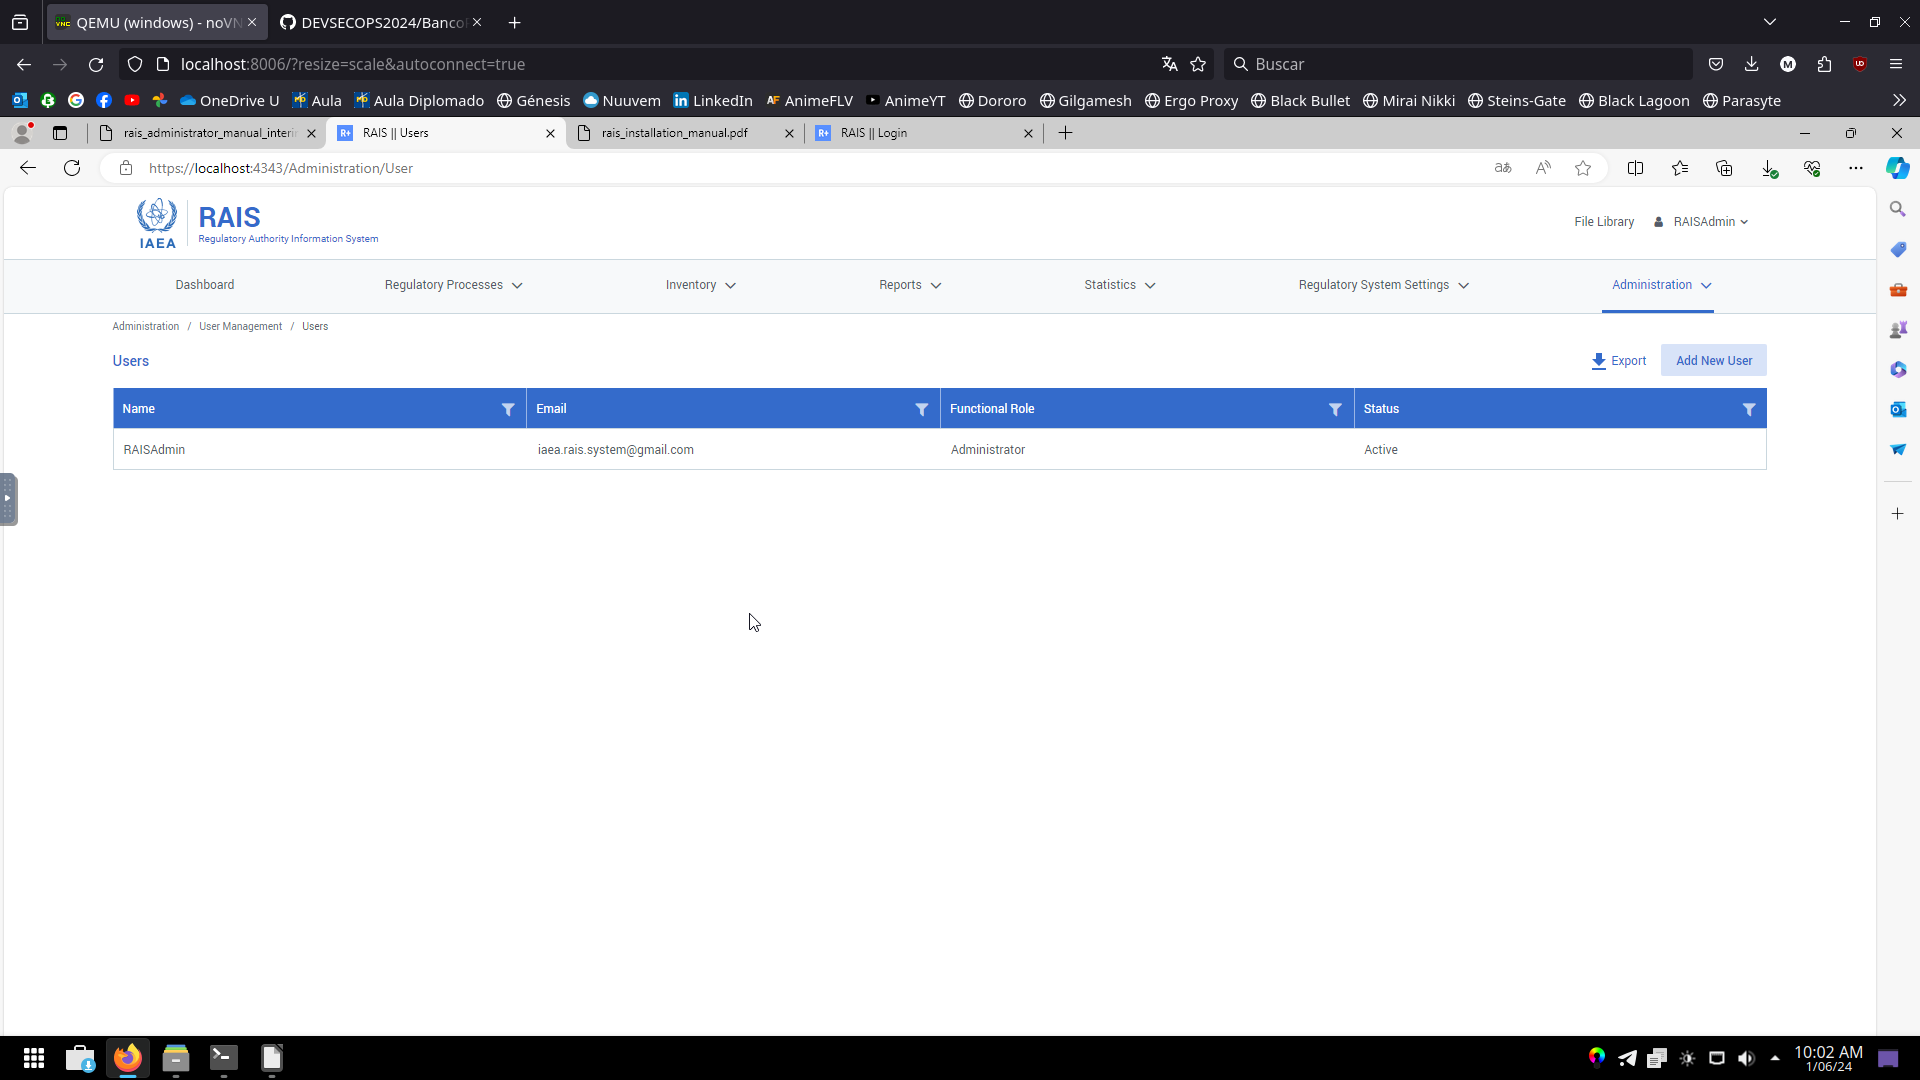 QEMU (windows) - noVN
DEVSECOPS2024/Banco
localhost:8006/?resize=scale&autoconnect=true
Buscar
OneDrive U
Aula
Aula Diplomado
Génesis
Nuuvem
LinkedIn
AnimeFLV
AnimeYT
Dororo
Gilgamesh
Ergo Proxy
Black Bullet
Mirai Nikki
Steins-Gate
Black Lagoon
Parasyte
rais_administrator_manual_interi
RAIS || Users
rais_installation_manual.pdf
RAIS || Login
https://localhost:4343/Administration/User
IAEA
RAIS
Regulatory Authority Information System
File Library
RAISAdmin
Dashboard
Regulatory Processes
Inventory
Reports
Statistics
Regulatory System Settings
Administration
Administration / User Management / Users
Users
Export
Add New User
Name Email Functional Role Status
RAISAdmin iaea.rais.system@gmail.com Administrator Active
10:02 AM
1/06/24